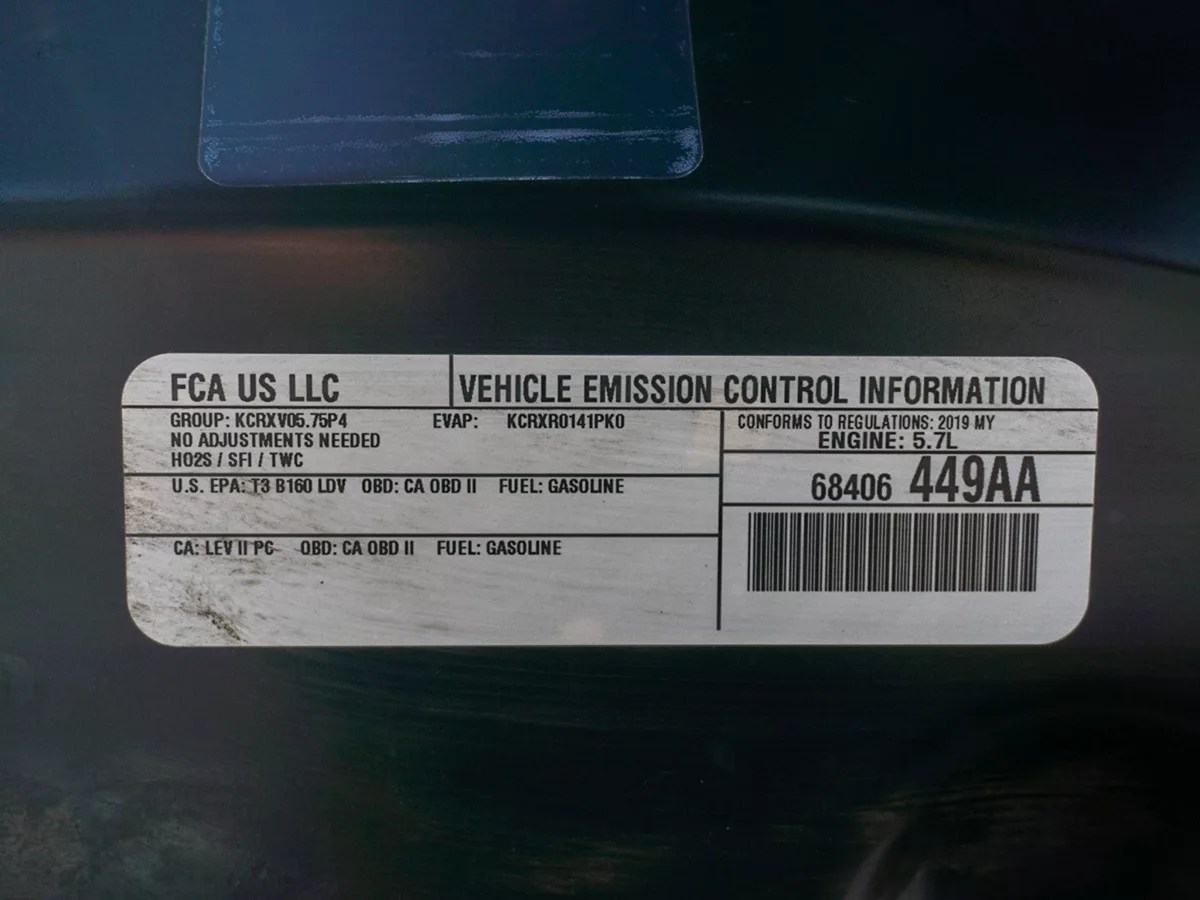 FCA US LLC
VEHICLE EMISSION CONTROL INFORMATION
GROUP: KCRXV05.75P4 EVAP: KCRXR0141PK0
NO ADJUSTMENTS NEEDED
HO2S / SFI / TWC
U.S. EPA: T3 B160 LDV OBD: CA OBD II FUEL: GASOLINE
CA: LEV II PC OBD: CA OBD II FUEL: GASOLINE
CONFORMS TO REGULATIONS: 2019 MY
ENGINE: 5.7L
68406 449AA